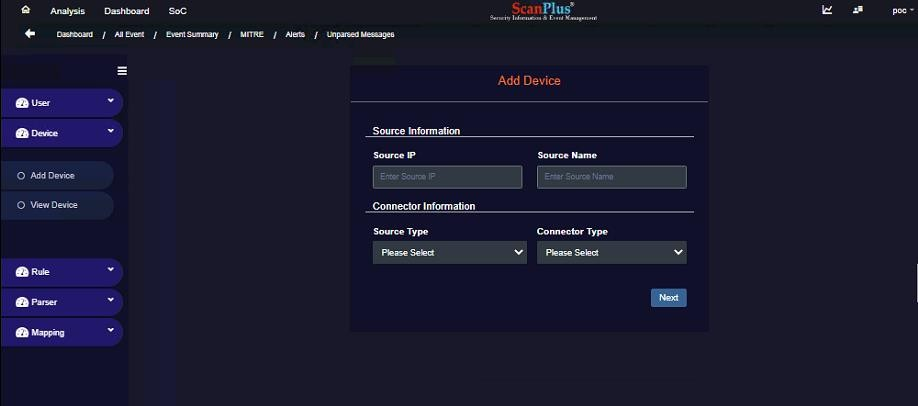 Analysis Dashboard SoC ScanPlus® poc
Security Information & Event Management
Dashboard / All Event / Event Summary / MITRE / Alerts / Unparsed Messages
Add Device
User
Device
Add Device
View Device
Rule
Parser
Mapping
Source Information
Source IP Source Name
Enter Source IP Enter Source Name
Connector Information
Source Type Connector Type
Please Select Please Select
Next